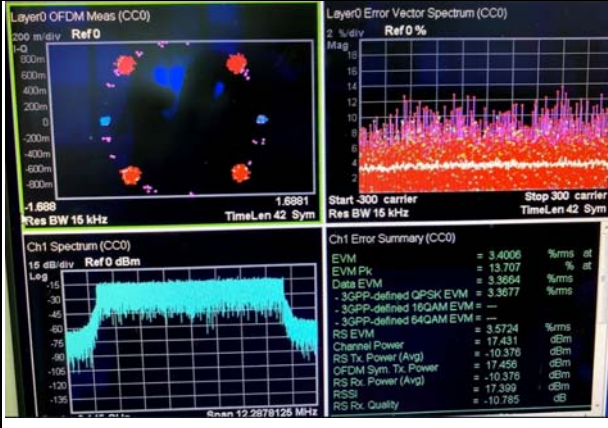 Layer0 OFDM Meas (CC0)
200 m/div Ref 0
I-Q
800m
600m
400m
200m
0
-200m
-400m
-600m
-800m
-1.688 1.6881
Res BW 15 kHz TimeLen 42 Sym
Layer0 Error Vector Spectrum (CC0)
2 %/div Ref 0 %
Mag
18
16
14
12
10
8
6
4
2
Start -300 carrier Stop 300 carrier
Res BW 15 kHz TimeLen 42 Sym
Ch1 Spectrum (CC0)
15 dB/div Ref 0 dBm
Log
-15
-30
-45
-60
-75
-90
-105
-120
-135
Span 12.2878125 MHz
Ch1 Error Summary (CC0)
EVM = 3.4006 %rms at
EVM Pk = 13.707 % at
Data EVM = 3.3664 %rms
- 3GPP-defined QPSK EVM = 3.3677 %rms
- 3GPP-defined 16QAM EVM = ---
- 3GPP-defined 64QAM EVM = ---
RS EVM = 3.5724 %rms
Channel Power = 17.431 dBm
RS Tx. Power (Avg) = -10.376 dBm
OFDM Sym. Tx. Power = 17.456 dBm
RS Rx. Power (Avg) = -10.376 dBm
RSSI = 17.399 dBm
RS Rx. Quality = -10.785 dB